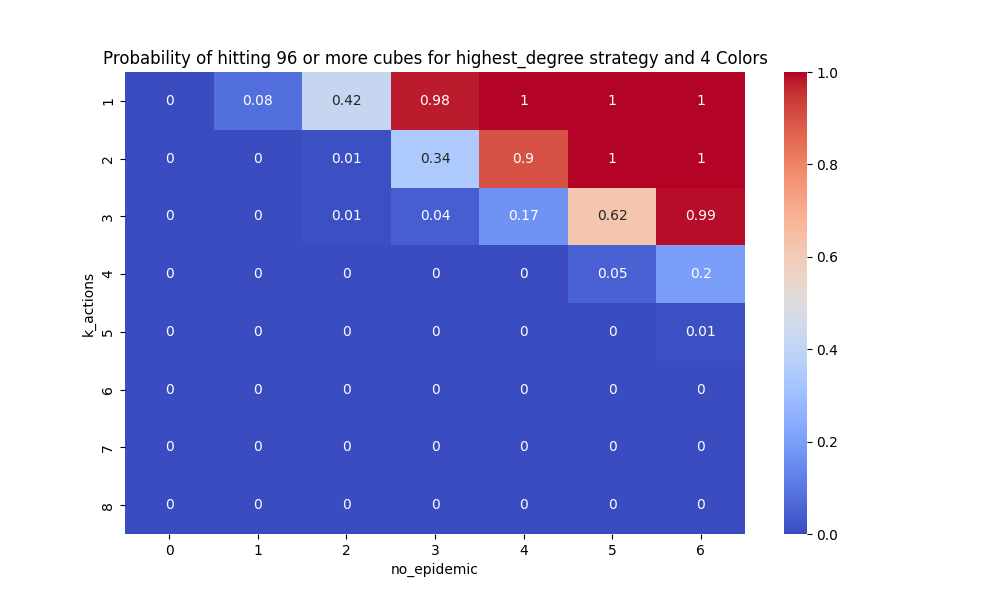 Probability of hitting 96 or more cubes for highest_degree strategy and 4 Colors
1 0 0.08 0.42 0.98 1 1 1
2 0 0 0.01 0.34 0.9 1 1
3 0 0 0.01 0.04 0.17 0.62 0.99
4 0 0 0 0 0 0.05 0.2
5 0 0 0 0 0 0 0.01
6 0 0 0 0 0 0 0
7 0 0 0 0 0 0 0
8 0 0 0 0 0 0 0
k_actions
0 1 2 3 4 5 6
no_epidemic
1.0
0.8
0.6
0.4
0.2
0.0